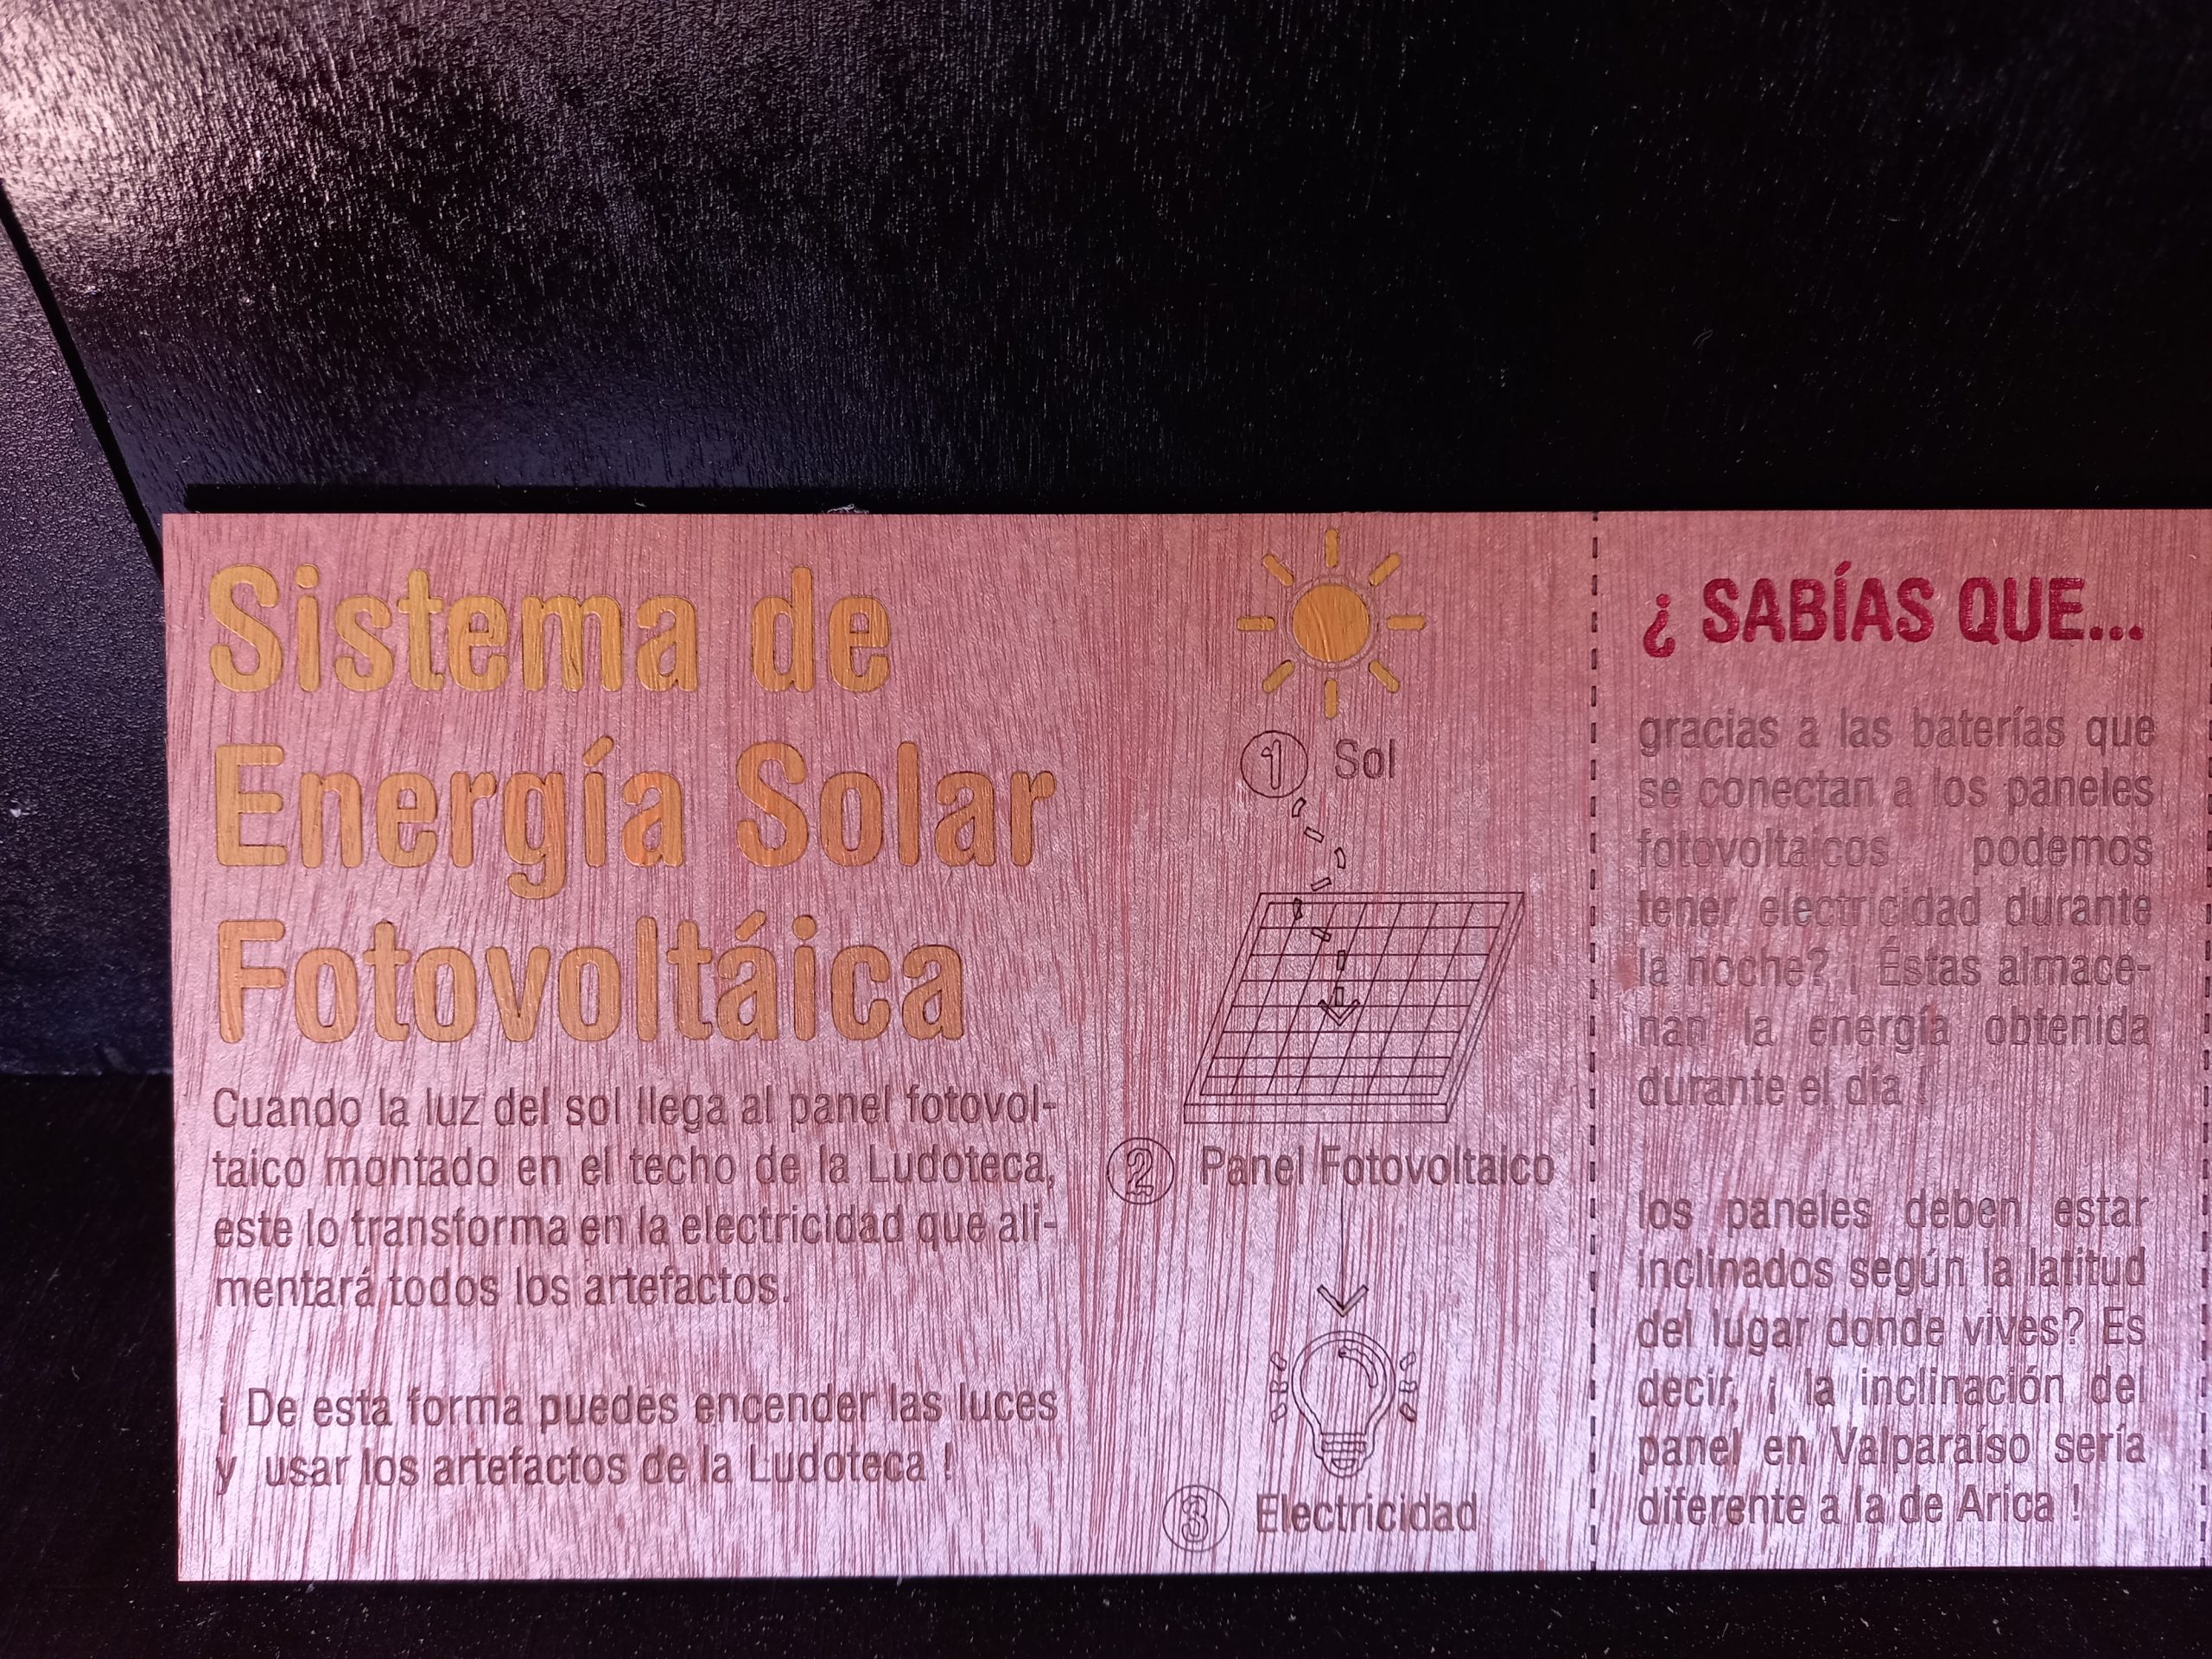 Sistema de
Energía Solar
Fotovoltáica
Cuando la luz del sol llega al panel fotovol-
taico montado en el techo de la Ludoteca,
este lo transforma en la electricidad que ali-
mentará todos los artefactos.
¡ De esta forma puedes encender las luces
y usar los artefactos de la Ludoteca !
1 Sol
2 Panel Fotovoltaico
3 Electricidad
¿ SABÍAS QUE...
gracias a las baterías que
se conectan a los paneles
fotovoltaicos podemos
tener electricidad durante
la noche? ¡ Éstas almace-
nan la energía obtenida
durante el día !
los paneles deben estar
inclinados según la latitud
del lugar donde vives? Es
decir, ¡ la inclinación del
panel en Valparaíso sería
diferente a la de Arica !